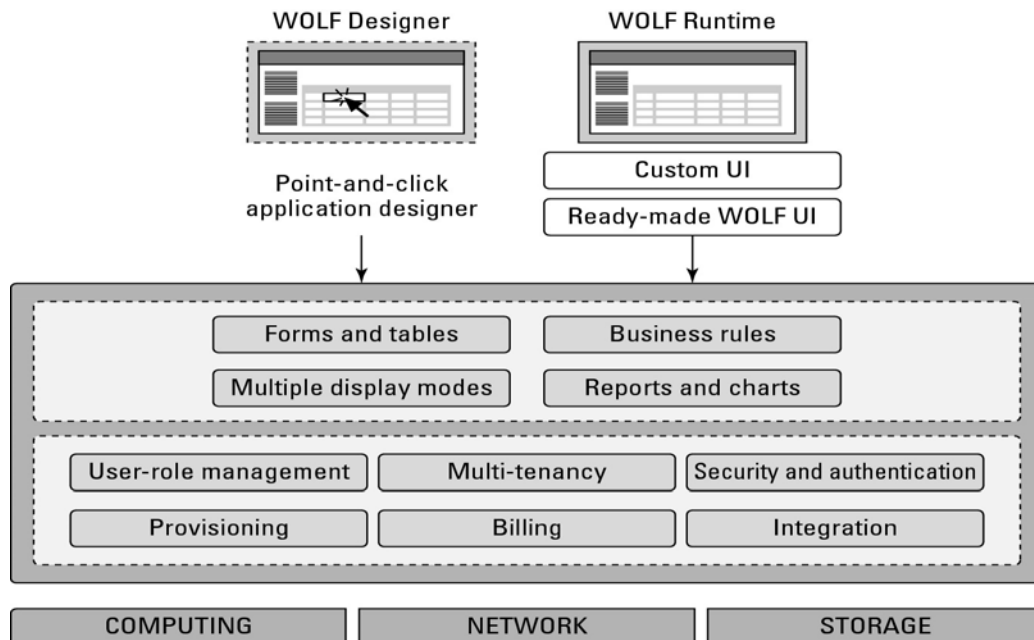 WOLF Designer
WOLF Runtime
Point-and-click
application designer
Custom UI
Ready-made WOLF UI
Forms and tables
Business rules
Multiple display modes
Reports and charts
User-role management
Multi-tenancy
Security and authentication
Provisioning
Billing
Integration
COMPUTING
NETWORK
STORAGE